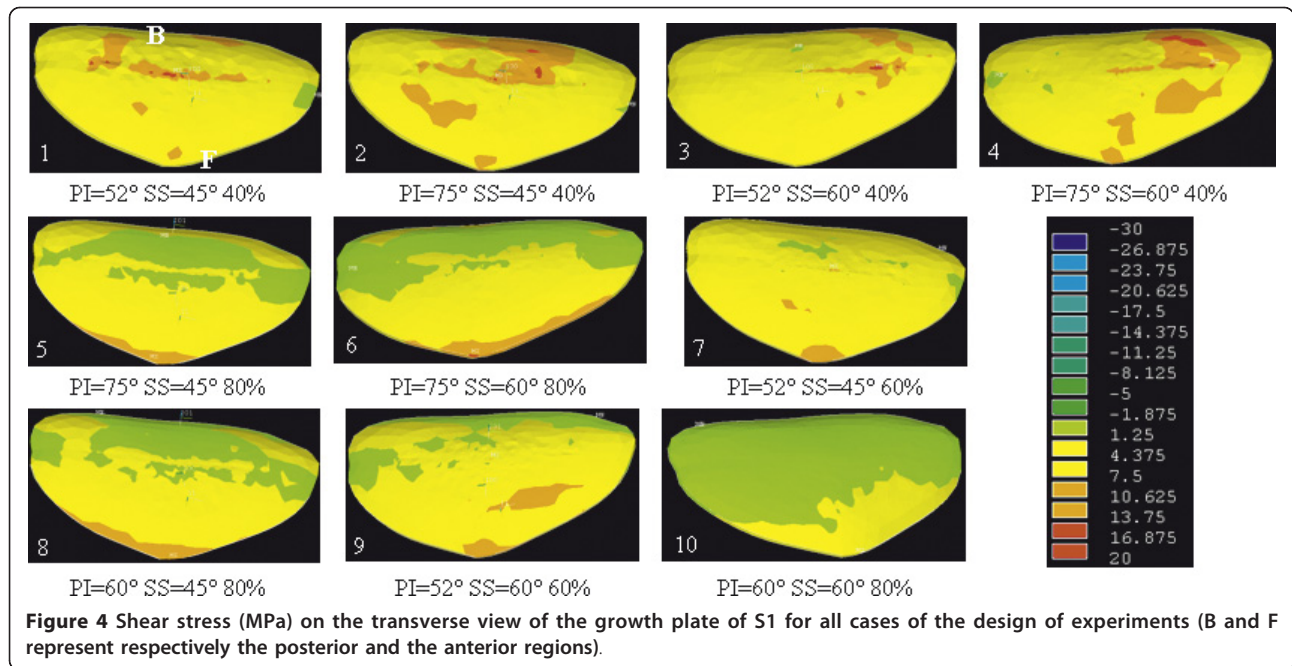 B
F
1
2
3
4
PI=52° SS=45° 40%
PI=75° SS=45° 40%
PI=52° SS=60° 40%
PI=75° SS=60° 40%
5
6
7
PI=75° SS=45° 80%
PI=75° SS=60° 80%
PI=52° SS=45° 60%
8
9
10
PI=60° SS=45° 80%
PI=52° SS=60° 60%
PI=60° SS=60° 80%
-30
-26.875
-23.75
-20.625
-17.5
-14.375
-11.25
-8.125
-5
-1.875
1.25
4.375
7.5
10.625
13.75
16.875
20
Figure 4 Shear stress (MPa) on the transverse view of the growth plate of S1 for all cases of the design of experiments (B and F
represent respectively the posterior and the anterior regions).